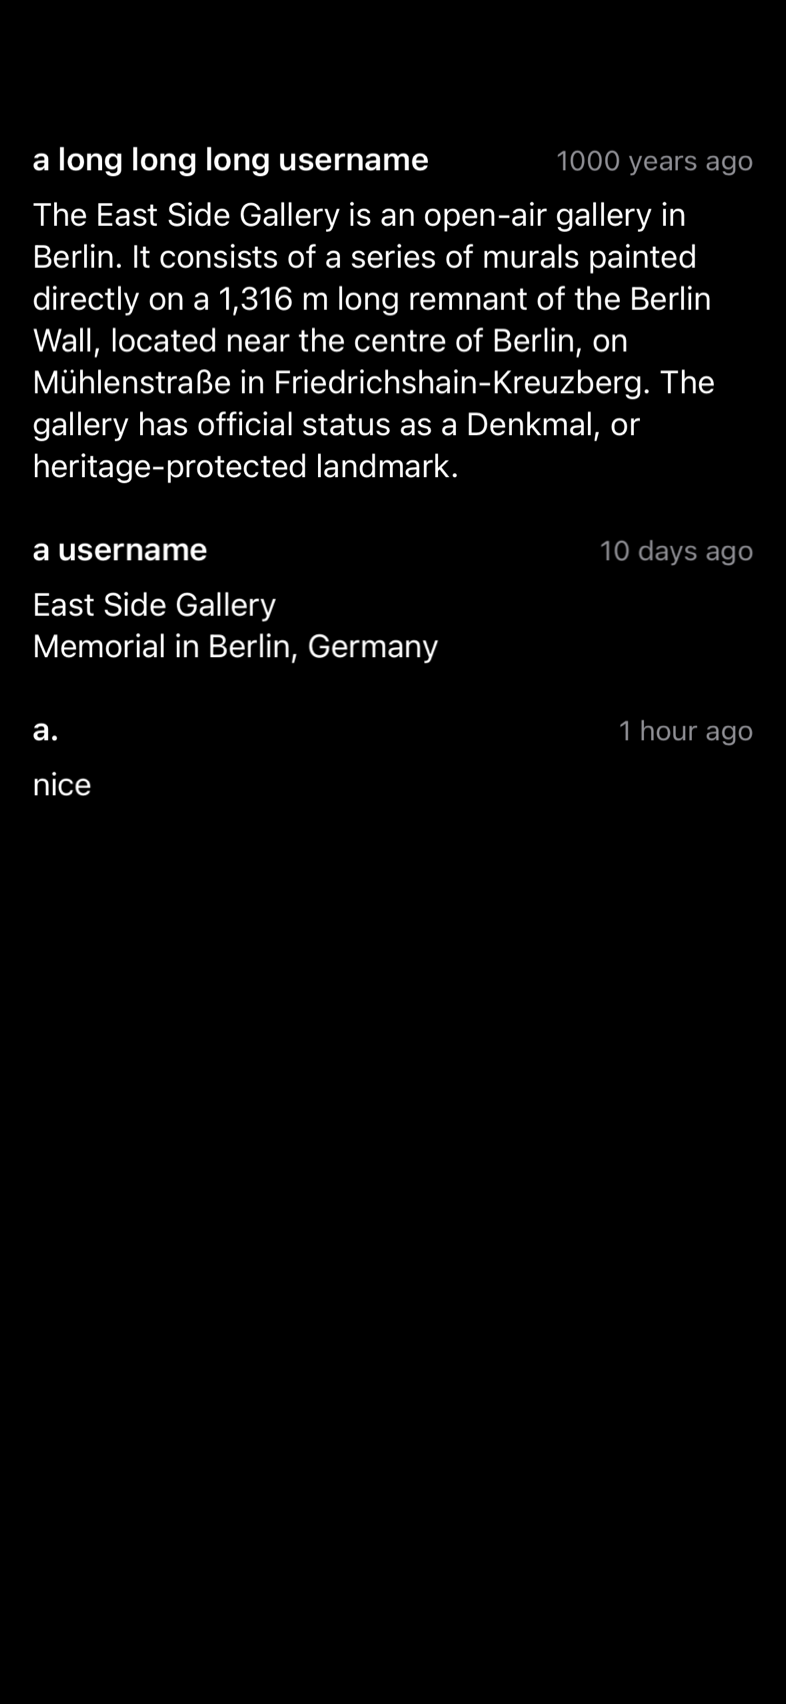 a long long long username 1000 years ago
The East Side Gallery is an open-air gallery in
Berlin. It consists of a series of murals painted
directly on a 1,316 m long remnant of the Berlin
Wall, located near the centre of Berlin, on
Mühlenstraße in Friedrichshain-Kreuzberg. The
gallery has official status as a Denkmal, or
heritage-protected landmark.
a username 10 days ago
East Side Gallery
Memorial in Berlin, Germany
a. 1 hour ago
nice